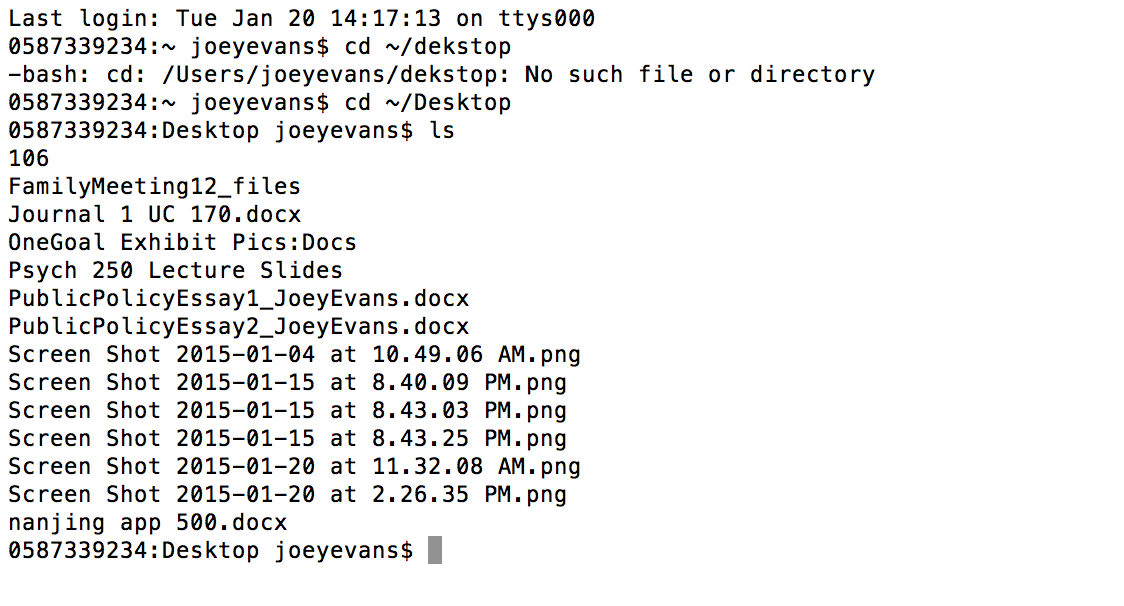 Last login: Tue Jan 20 14:17:13 on ttys000
0587339234:~ joeyevans$ cd ~/dekstop
-bash: cd: /Users/joeyevans/dekstop: No such file or directory
0587339234:~ joeyevans$ cd ~/Desktop
0587339234:Desktop joeyevans$ ls
106
FamilyMeeting12_files
Journal 1 UC 170.docx
OneGoal Exhibit Pics:Docs
Psych 250 Lecture Slides
PublicPolicyEssay1_JoeyEvans.docx
PublicPolicyEssay2_JoeyEvans.docx
Screen Shot 2015-01-04 at 10.49.06 AM.png
Screen Shot 2015-01-15 at 8.40.09 PM.png
Screen Shot 2015-01-15 at 8.43.03 PM.png
Screen Shot 2015-01-15 at 8.43.25 PM.png
Screen Shot 2015-01-20 at 11.32.08 AM.png
Screen Shot 2015-01-20 at 2.26.35 PM.png
nanjing app 500.docx
0587339234:Desktop joeyevans$